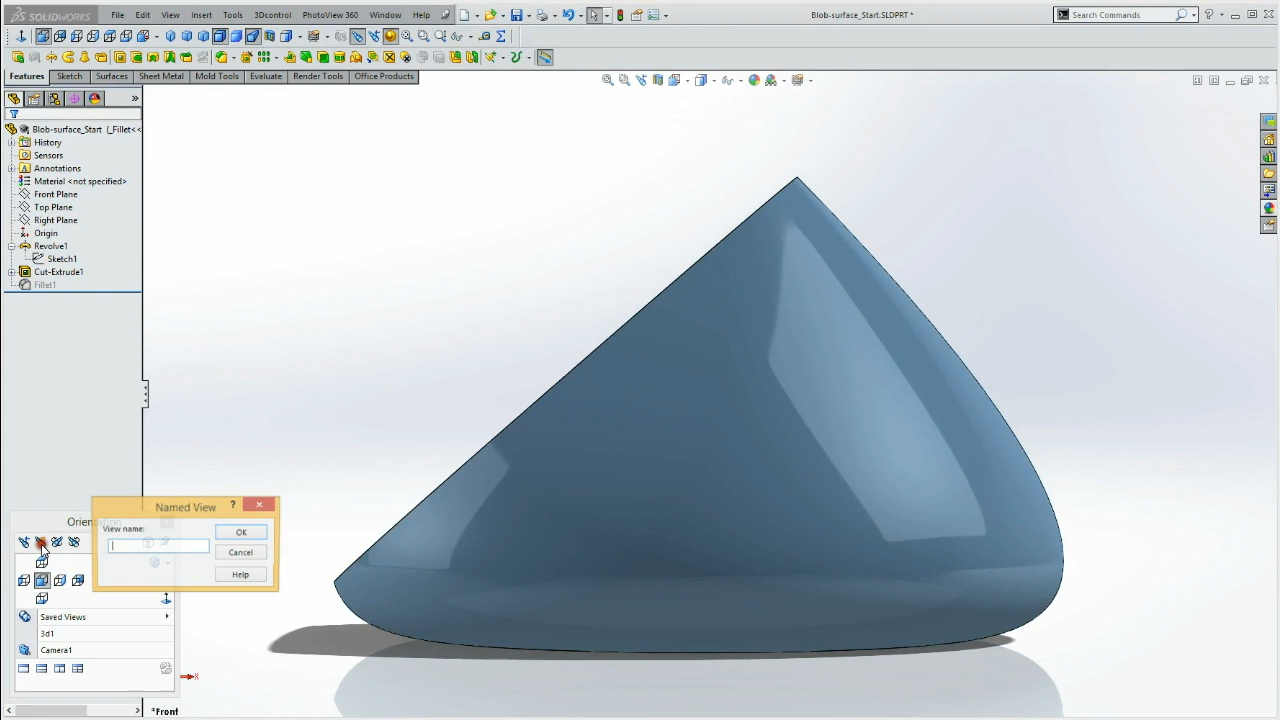 SOLIDWORKS File Edit View Insert Tools 3Dcontrol PhotoView 360 Window Help Blob-surface_Start.SLDPRT * Search Commands
Features Sketch Surfaces Sheet Metal Mold Tools Evaluate Render Tools Office Products
Blob-surface_Start (_Fillet<<
History
Sensors
Annotations
Material <not specified>
Front Plane
Top Plane
Right Plane
Origin
Revolve1
Sketch1
Cut-Extrude1
Fillet1
Named View
View name:
OK
Cancel
Help
Saved Views
3d1
Camera1
X
*Front